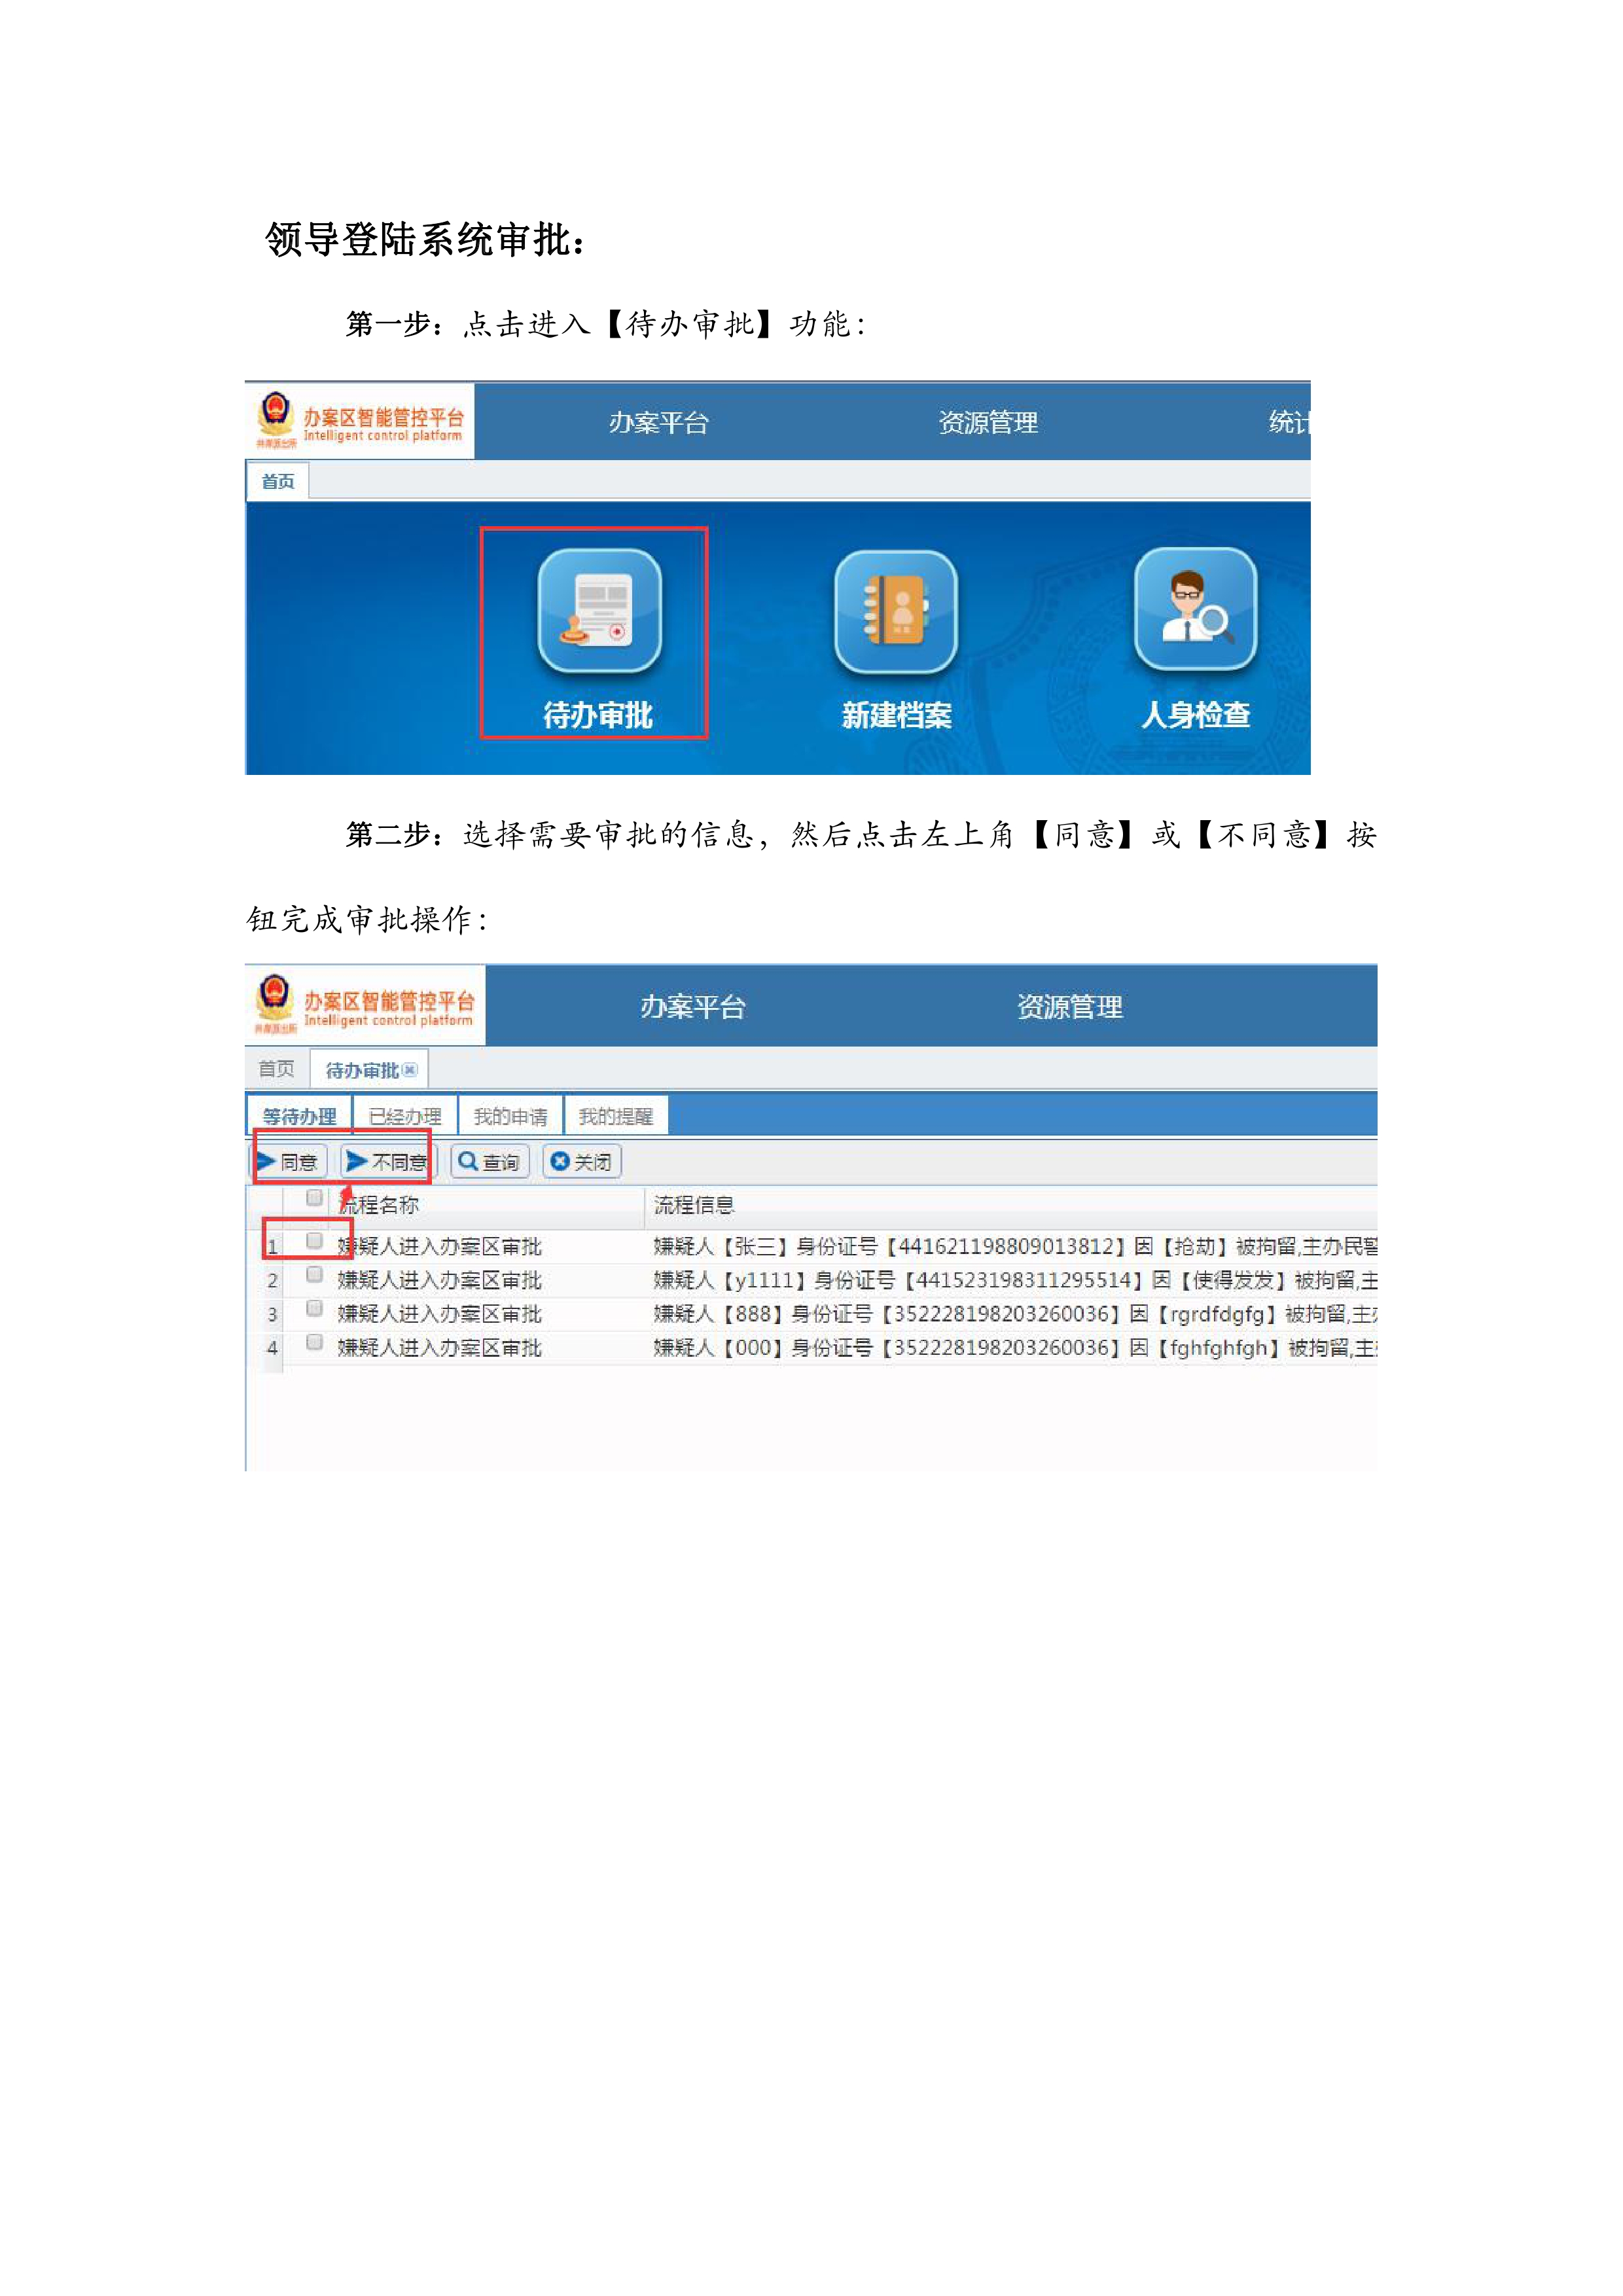 领导登陆系统审批：
第一步：点击进入【待办审批】功能：
办案区智能管控平台
Intelligent control platform
办案平台 资源管理 统计
首页
待办审批 新建档案 人身检查
第二步：选择需要审批的信息，然后点击左上角【同意】或【不同意】按
钮完成审批操作：
办案区智能管控平台
Intelligent control platform
办案平台 资源管理
首页 待办审批
等待办理 已经办理 我的申请 我的提醒
同意 不同意 查询 关闭
流程名称 流程信息
1 嫌疑人进入办案区审批 嫌疑人【张三】身份证号【441621198809013812】因【抢劫】被拘留,主办民警
2 嫌疑人进入办案区审批 嫌疑人【y1111】身份证号【441523198311295514】因【使得发发】被拘留,主
3 嫌疑人进入办案区审批 嫌疑人【888】身份证号【352228198203260036】因【rgrdfdgfg】被拘留,主
4 嫌疑人进入办案区审批 嫌疑人【000】身份证号【352228198203260036】因【fghfghfgh】被拘留,主